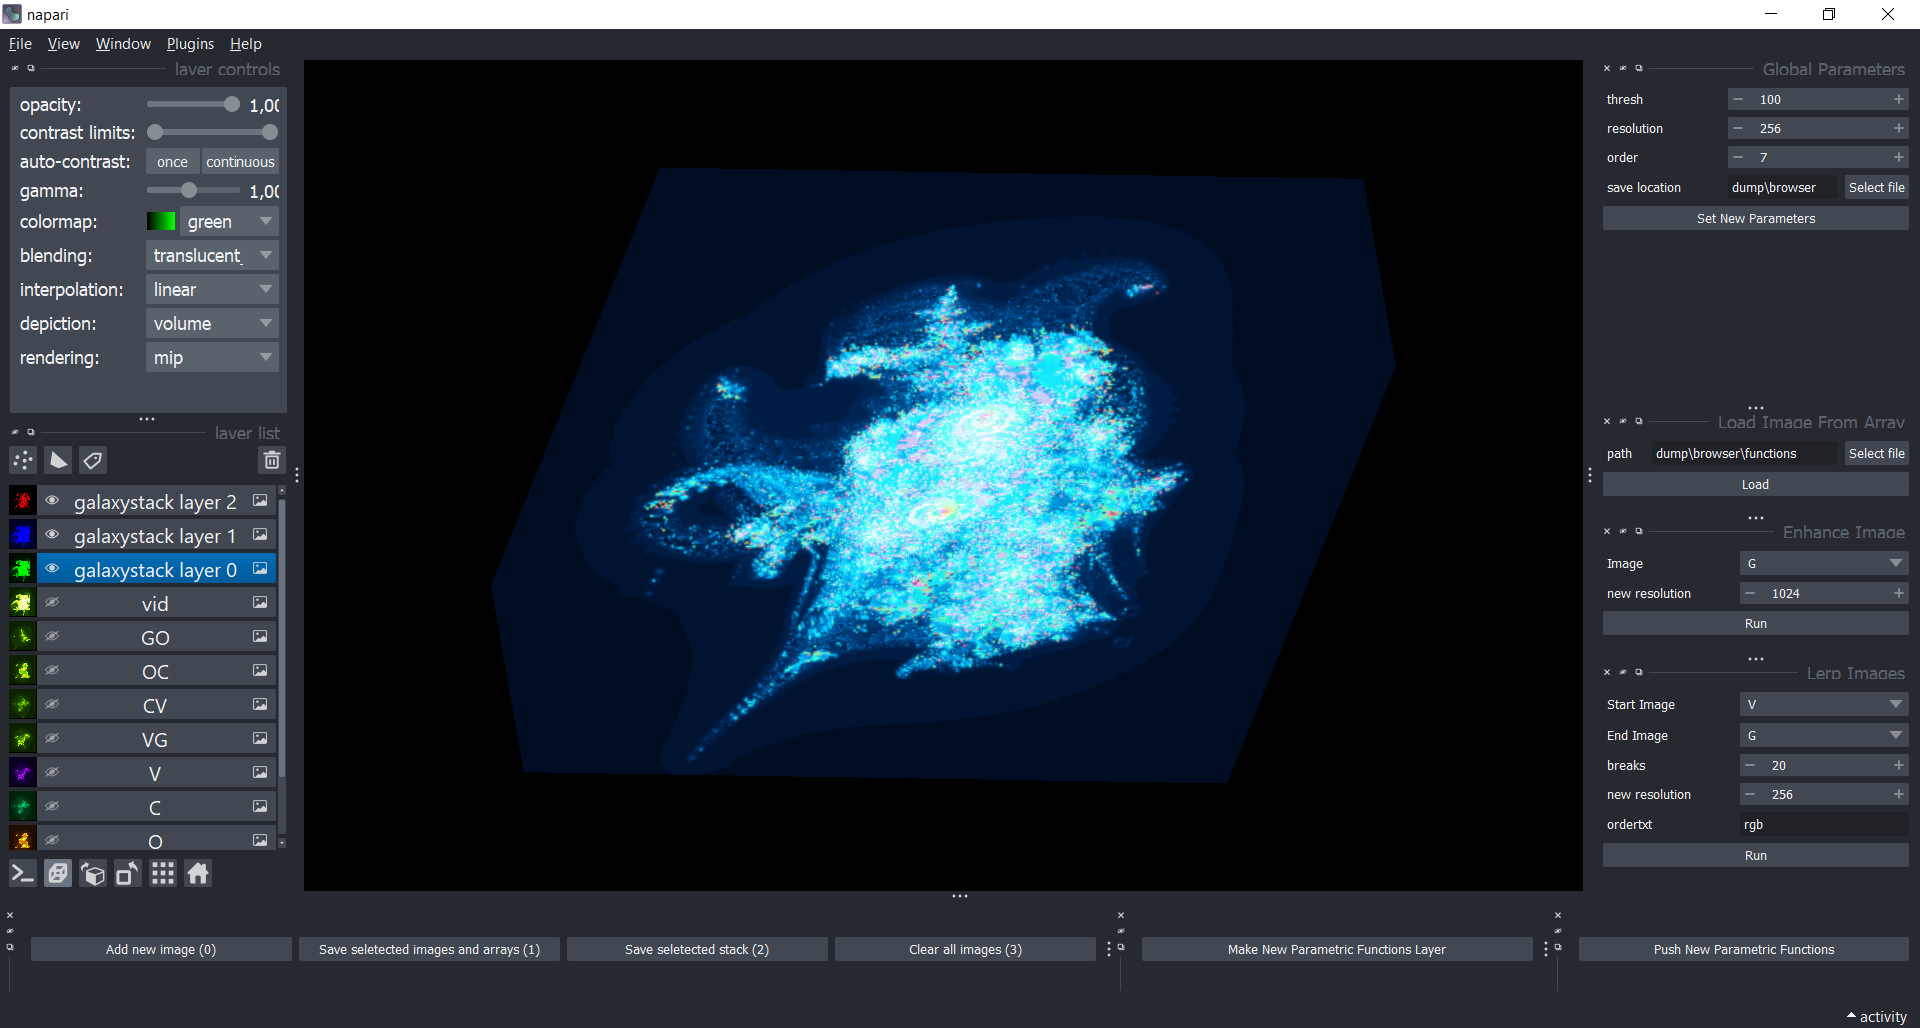 napari
File View Window Plugins Help
layer controls
opacity: 1,00
contrast limits:
auto-contrast: once continuous
gamma: 1,00
colormap: green
blending: translucent_
interpolation: linear
depiction: volume
rendering: mip
layer list
galaxystack layer 2
galaxystack layer 1
galaxystack layer 0
vid
GO
OC
CV
VG
V
C
O
Global Parameters
thresh 100
resolution 256
order 7
save location dump\browser Select file
Set New Parameters
Load Image From Array
path dump\browser\functions Select file
Load
Enhance Image
Image G
new resolution 1024
Run
Lerp Images
Start Image V
End Image G
breaks 20
new resolution 256
ordertxt rgb
Run
Add new image (0) Save seletected images and arrays (1) Save seletected stack (2) Clear all images (3) Make New Parametric Functions Layer Push New Parametric Functions
activity